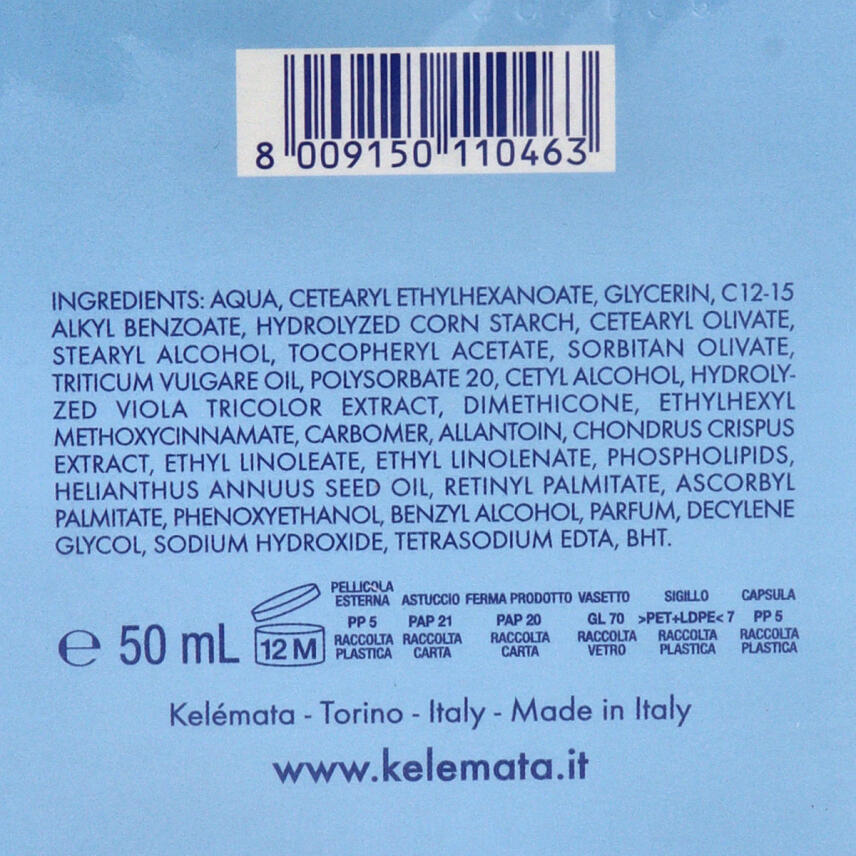 8 009150 110463
INGREDIENTS: AQUA, CETEARYL ETHYLHEXANOATE, GLYCERIN, C12-15
ALKYL BENZOATE, HYDROLYZED CORN STARCH, CETEARYL OLIVATE,
STEARYL ALCOHOL, TOCOPHERYL ACETATE, SORBITAN OLIVATE,
TRITICUM VULGARE OIL, POLYSORBATE 20, CETYL ALCOHOL, HYDROLY-
ZED VIOLA TRICOLOR EXTRACT, DIMETHICONE, ETHYLHEXYL
METHOXYCINNAMATE, CARBOMER, ALLANTOIN, CHONDRUS CRISPUS
EXTRACT, ETHYL LINOLEATE, ETHYL LINOLENATE, PHOSPHOLIPIDS,
HELIANTHUS ANNUUS SEED OIL, RETINYL PALMITATE, ASCORBYL
PALMITATE, PHENOXYETHANOL, BENZYL ALCOHOL, PARFUM, DECYLENE
GLYCOL, SODIUM HYDROXIDE, TETRASODIUM EDTA, BHT.
℮ 50 mL
12 M
PELLICOLA
ESTERNA ASTUCCIO FERMA PRODOTTO VASETTO SIGILLO CAPSULA
PP 5 PAP 21 PAP 20 GL 70 >PET+LDPE< 7 PP 5
RACCOLTA RACCOLTA RACCOLTA RACCOLTA RACCOLTA RACCOLTA
PLASTICA CARTA CARTA VETRO PLASTICA PLASTICA
Kelémata - Torino - Italy - Made in Italy
www.kelemata.it